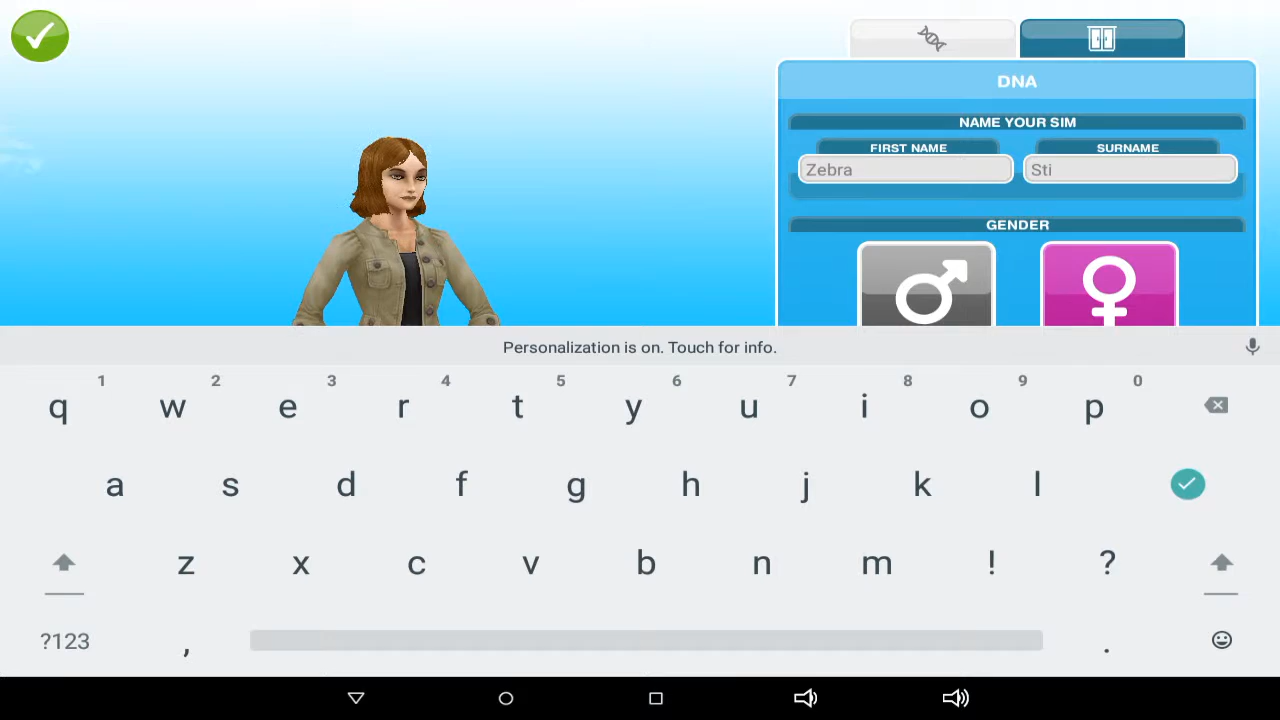 DNA
NAME YOUR SIM
FIRST NAME SURNAME
Zebra Sti
GENDER
Personalization is on. Touch for info.
1 2 3 4 5 6 7 8 9 0
q w e r t y u i o p
a s d f g h j k l
z x c v b n m ! ?
?123 , .